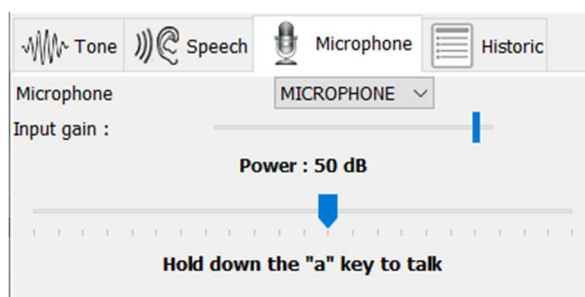 Tone Speech Microphone Historic
Microphone MICROPHONE
Input gain :
Power : 50 dB
Hold down the "a" key to talk